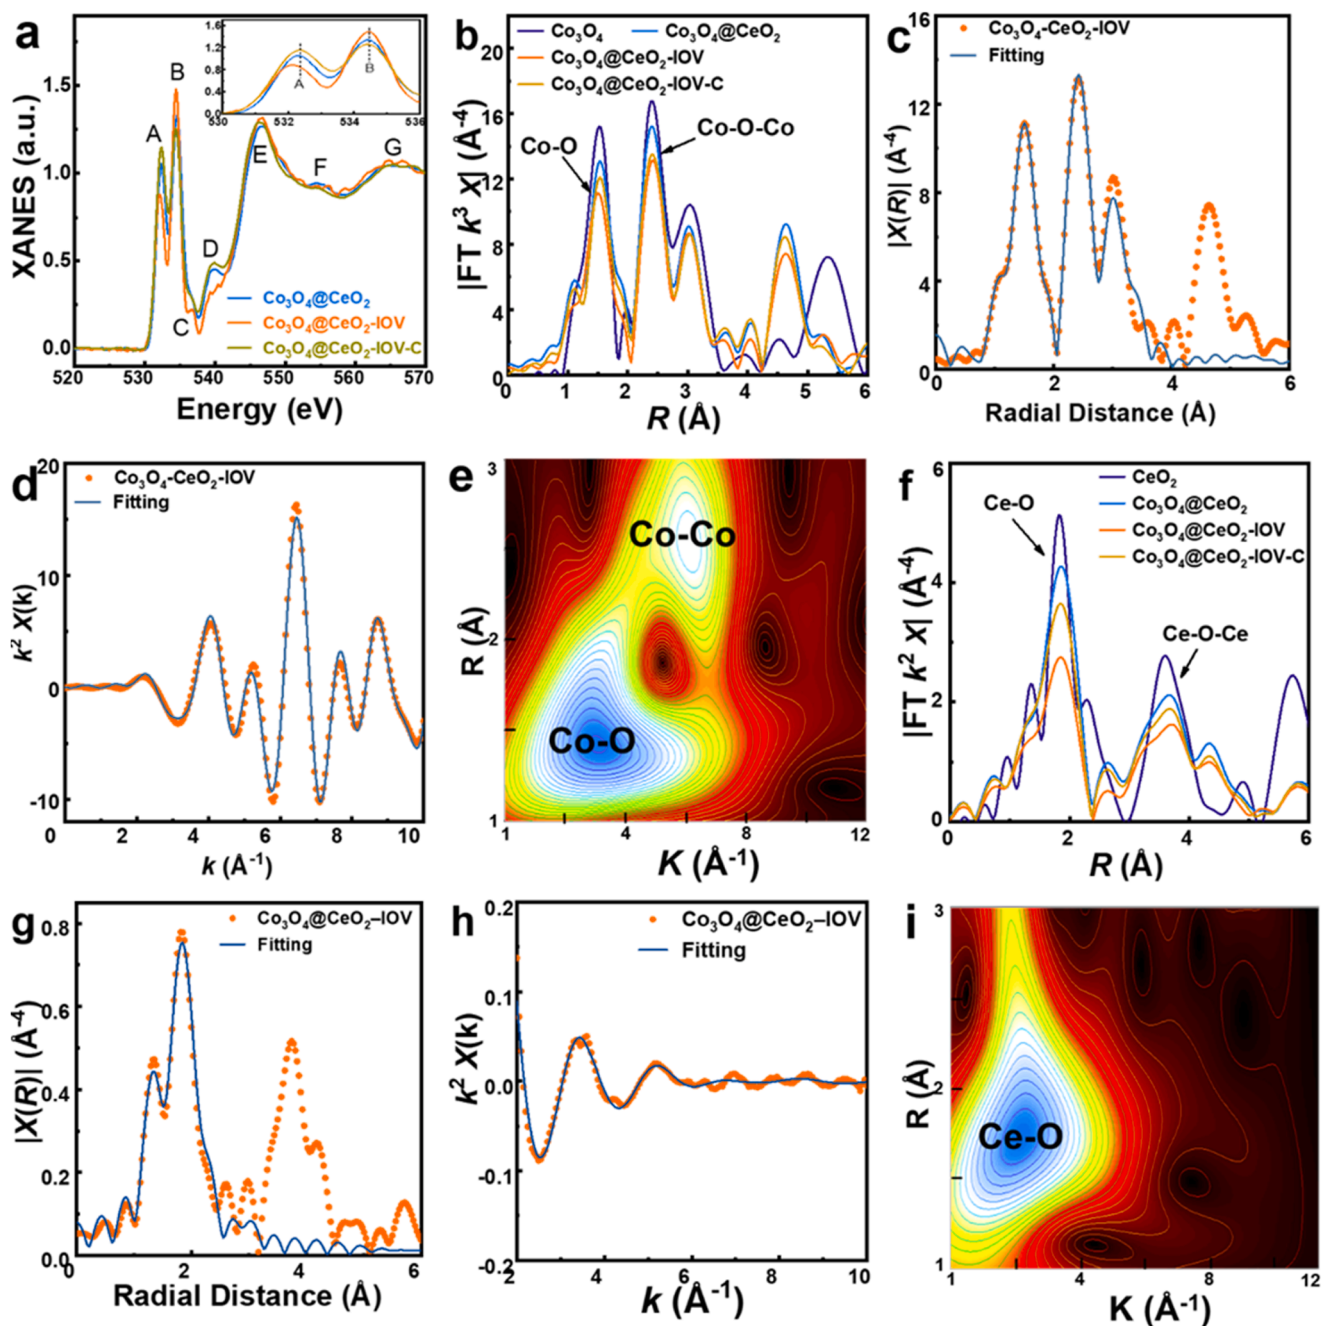 a
XANES (a.u.)
1.5
1.0
0.5
0.0
520 530 540 550 560 570
Energy (eV)
A
B
C
D
E
F
G
Co₃O₄@CeO₂
Co₃O₄@CeO₂-IOV
Co₃O₄@CeO₂-IOV-C
1.6
1.2
0.8
0.4
0.0
530 532 534 536
A
B
b
|FT k³ X| (Å⁻⁴)
20
16
12
8
4
0
0 1 2 3 4 5 6
R (Å)
Co₃O₄ Co₃O₄@CeO₂
Co₃O₄@CeO₂-IOV
Co₃O₄@CeO₂-IOV-C
Co-O
Co-O-Co
c
|X(R)| (Å⁻⁴)
16
12
8
4
0
0 2 4 6
Radial Distance (Å)
Co₃O₄-CeO₂-IOV
Fitting
d
k² X(k)
20
10
0
-10
0 2 4 6 8 10
k (Å⁻¹)
Co₃O₄-CeO₂-IOV
Fitting
e
R (Å)
3
2
1
1 4 8 12
K (Å⁻¹)
Co-Co
Co-O
f
|FT k² X| (Å⁻⁴)
6
4
2
0
0 2 4 6
R (Å)
CeO₂
Co₃O₄@CeO₂
Co₃O₄@CeO₂-IOV
Co₃O₄@CeO₂-IOV-C
Ce-O
Ce-O-Ce
g
|X(R)| (Å⁻⁴)
0.8
0.6
0.4
0.2
0.0
0 2 4 6
Radial Distance (Å)
Co₃O₄@CeO₂–IOV
Fitting
h
k² X(k)
0.2
0.1
0.0
-0.1
-0.2
2 4 6 8 10
k (Å⁻¹)
Co₃O₄@CeO₂–IOV
Fitting
i
R (Å)
3
2
1
1 4 8 12
K (Å⁻¹)
Ce-O